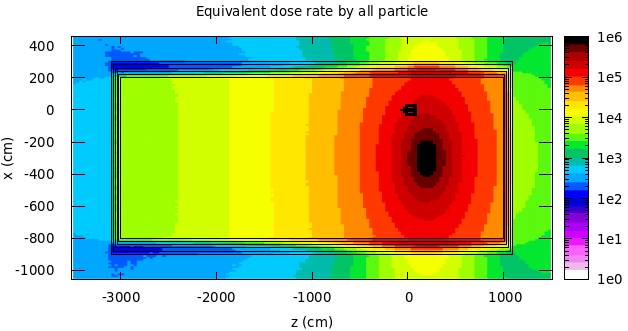 Equivalent dose rate by all particle
400
200
0
-200
-400
-600
-800
-1000
x (cm)
-3000 -2000 -1000 0 1000
z (cm)
1e6
1e5
1e4
1e3
1e2
1e1
1e0